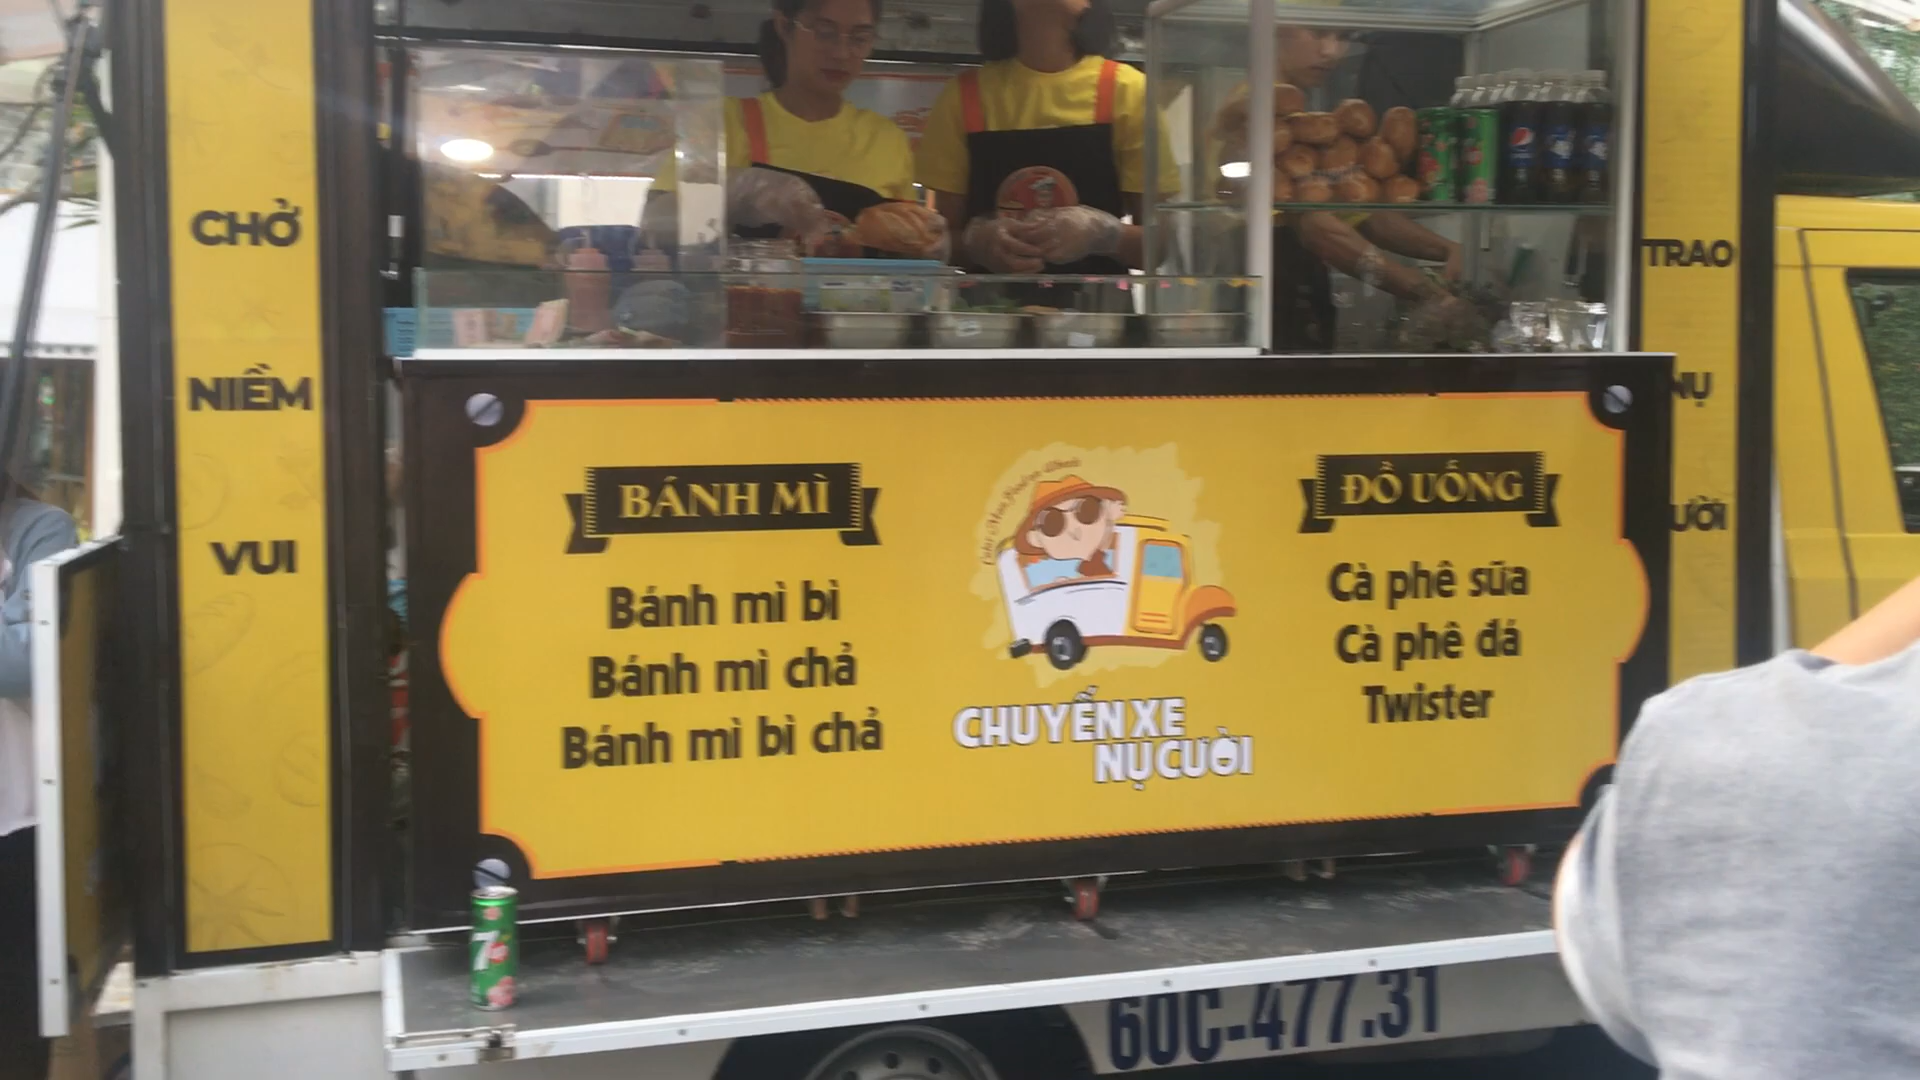 CHỞ
NIỀM
VUI
TRAO
NỤ
BÁNH MÌ
Bánh mì bì
Bánh mì chả
Bánh mì bì chả
CHUYẾN XE
NỤ CƯỜI
ĐỒ UỐNG
Cà phê sữa
Cà phê đá
Twister
7
60C-477.31